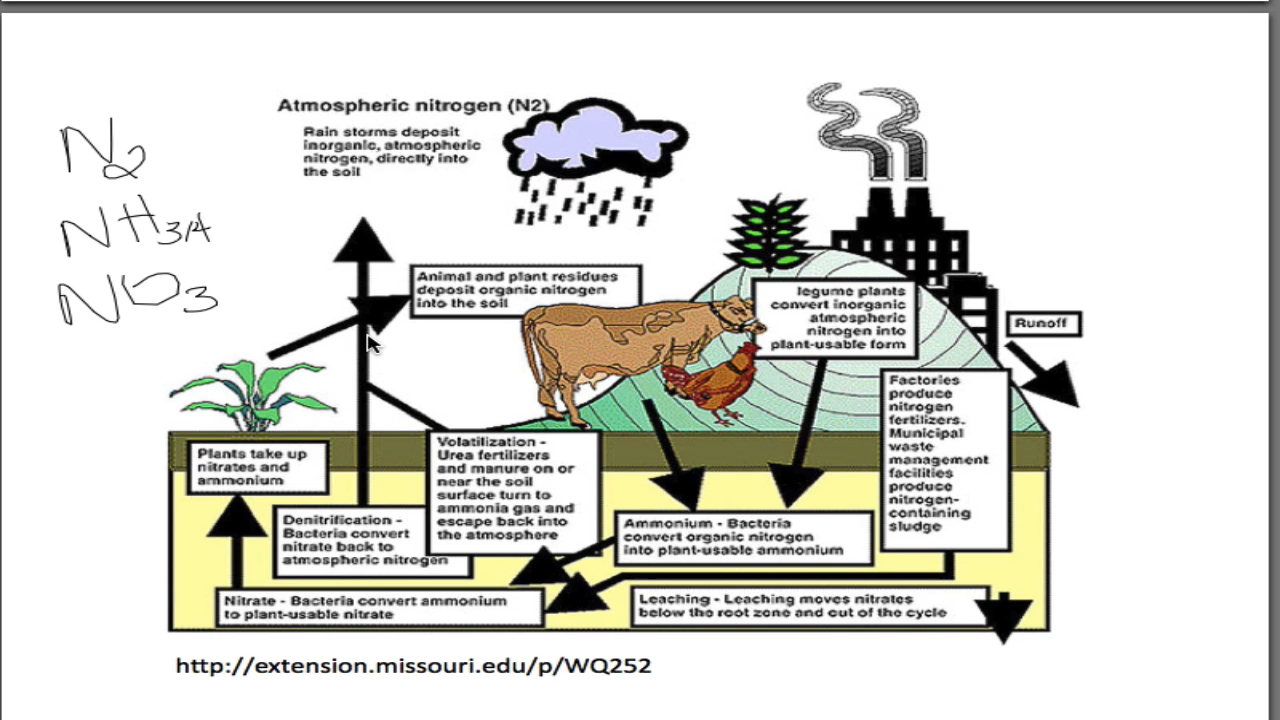 Atmospheric nitrogen (N2)
Rain storms deposit
inorganic, atmospheric
nitrogen, directly into
the soil
N2
NH3/4
NO3
Animal and plant residues
deposit organic nitrogen
into the soil
legume plants
convert inorganic
atmospheric
nitrogen into
plant-usable form
Runoff
Factories
produce
nitrogen
fertilizers.
Municipal
waste
management
facilities
produce
nitrogen-
containing
sludge
Plants take up
nitrates and
ammonium
Volatilization -
Urea fertilizers
and manure on or
near the soil
surface turn to
ammonia gas and
escape back into
the atmosphere
Denitrification -
Bacteria convert
nitrate back to
atmospheric nitrogen
Ammonium - Bacteria
convert organic nitrogen
into plant-usable ammonium
Nitrate - Bacteria convert ammonium
to plant-usable nitrate
Leaching - Leaching moves nitrates
below the root zone and out of the cycle
http://extension.missouri.edu/p/WQ252